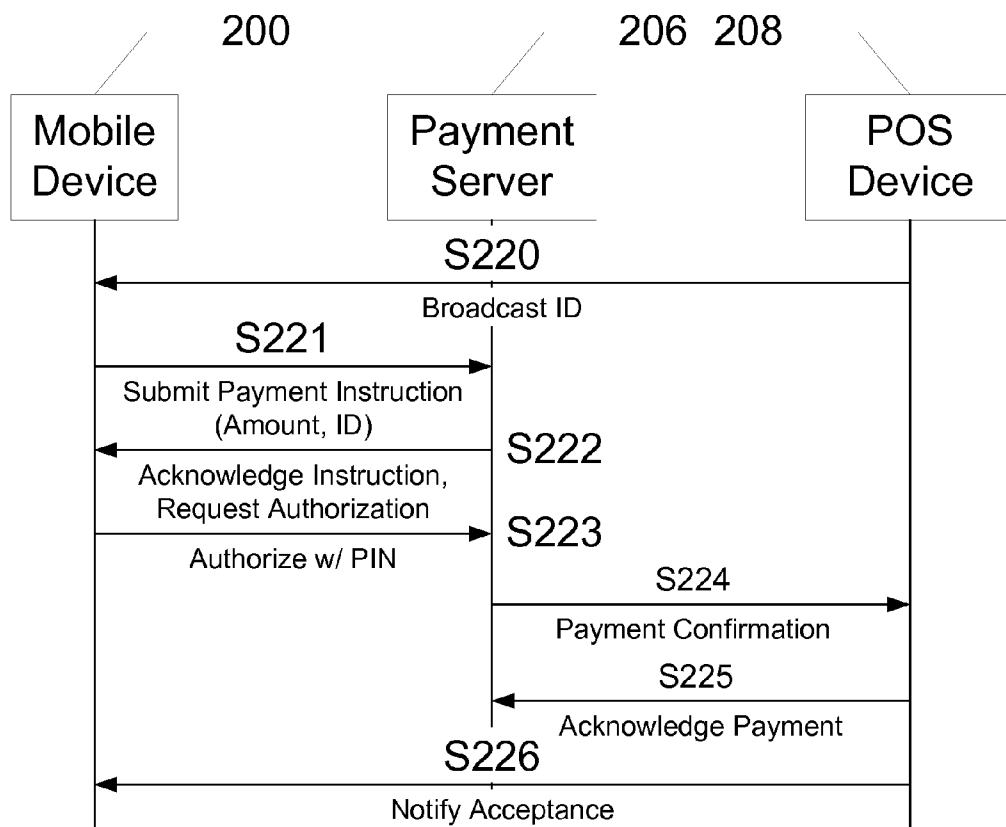 200
206 208
Mobile
Device
Payment
Server
POS
Device
S220
Broadcast ID
S221
Submit Payment Instruction
(Amount, ID)
S222
Acknowledge Instruction,
Request Authorization
S223
Authorize w/ PIN
S224
Payment Confirmation
S225
Acknowledge Payment
S226
Notify Acceptance